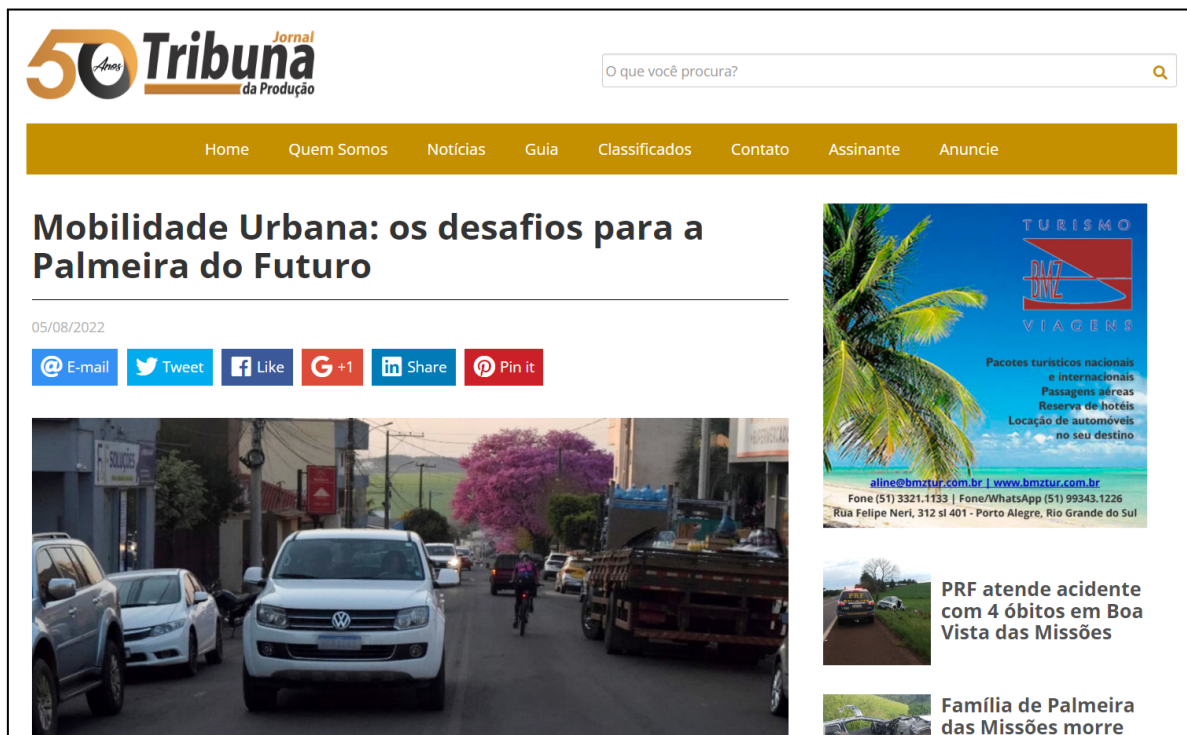 50 Anos
Jornal
Tribuna
da Produção
O que você procura?
Home Quem Somos Notícias Guia Classificados Contato Assinante Anuncie
Mobilidade Urbana: os desafios para a
Palmeira do Futuro
05/08/2022
@ E-mail Tweet Like G +1 in Share Pin it
SOLUÇÕES
TURISMO
BMZ
VIAGENS
Pacotes turísticos nacionais
e internacionais
Passagens aéreas
Reserva de hotéis
Locação de automóveis
no seu destino
aline@bmztur.com.br | www.bmztur.com.br
Fone (51) 3321.1133 | Fone/WhatsApp (51) 99343.1226
Rua Felipe Neri, 312 sl 401 - Porto Alegre, Rio Grande do Sul
PRF
PRF atende acidente
com 4 óbitos em Boa
Vista das Missões
Família de Palmeira
das Missões morre